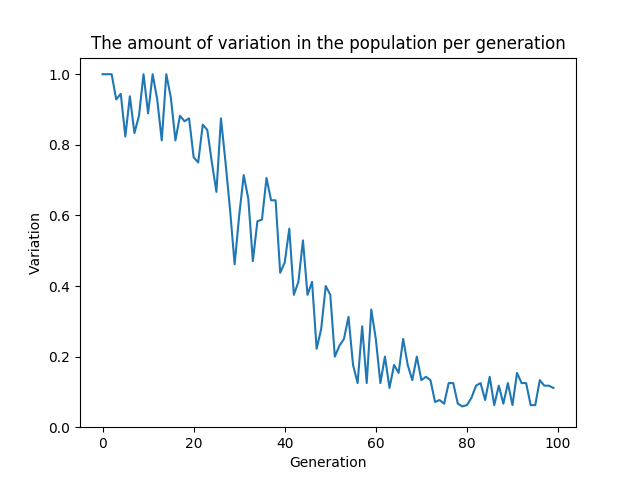 The amount of variation in the population per generation
1.0
0.8
0.6
0.4
0.2
0.0
Variation
0 20 40 60 80 100
Generation